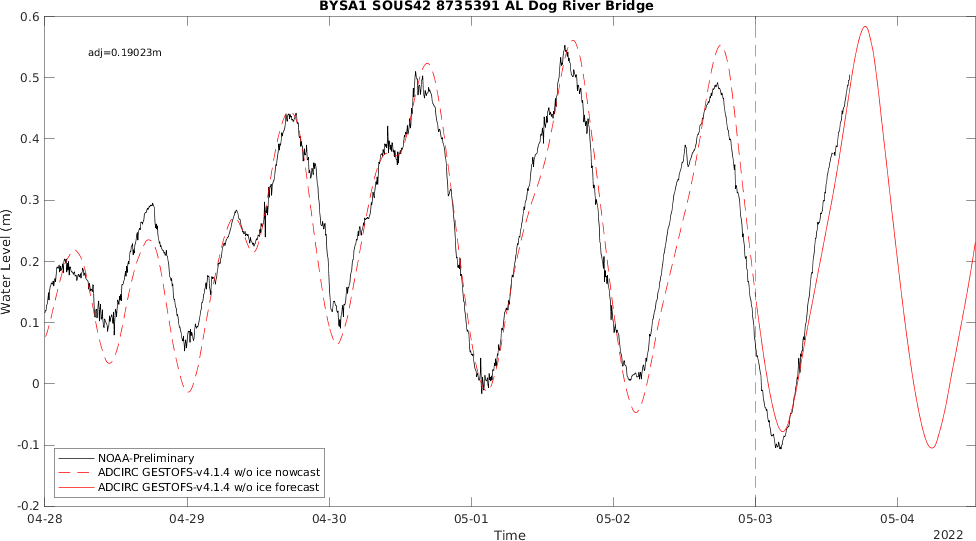 BYSA1 SOUS42 8735391 AL Dog River Bridge
adj=0.19023m
Water Level (m)
0.6
0.5
0.4
0.3
0.2
0.1
0
-0.1
-0.2
NOAA-Preliminary
ADCIRC GESTOFS-v4.1.4 w/o ice nowcast
ADCIRC GESTOFS-v4.1.4 w/o ice forecast
04-28 04-29 04-30 05-01 05-02 05-03 05-04
Time
2022